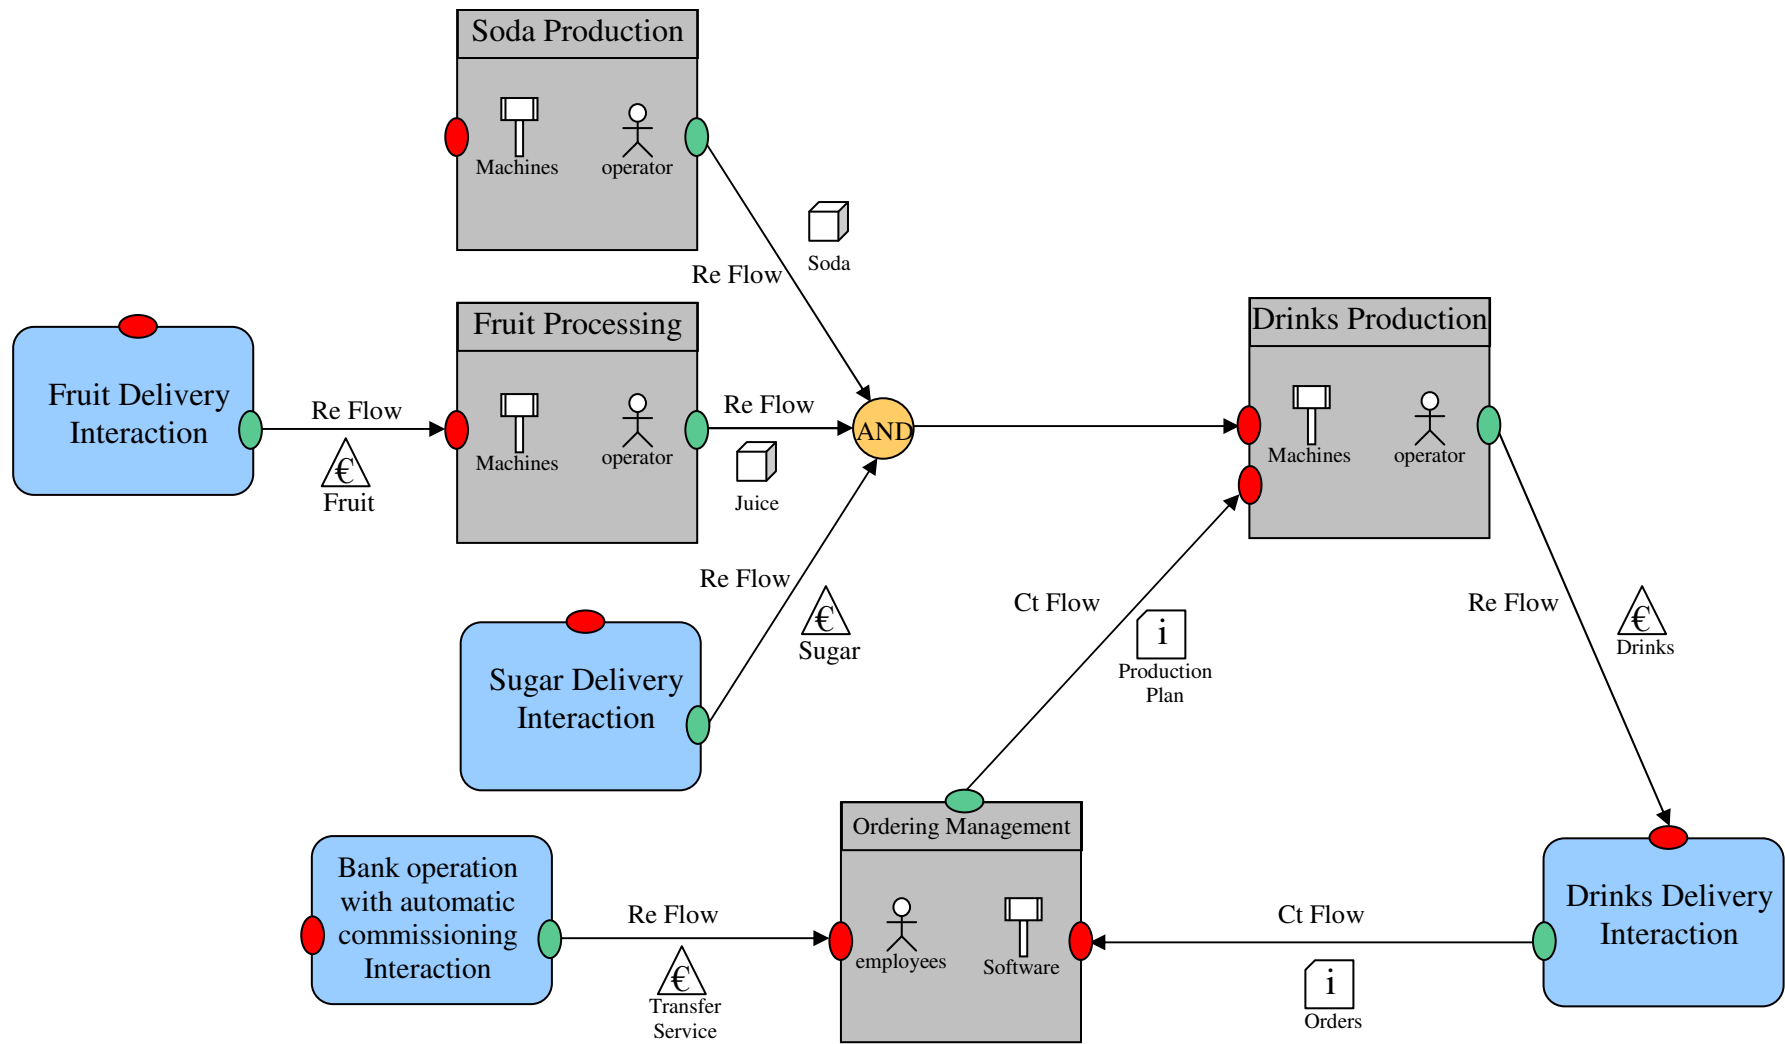 Soda Production
Machines
operator
Soda
Re Flow
Fruit Delivery
Interaction
Re Flow
€
Fruit
Fruit Processing
Machines
operator
Re Flow
Juice
AND
Drinks Production
Machines
operator
Re Flow
€
Sugar
Sugar Delivery
Interaction
Ct Flow
i
Production
Plan
Re Flow
€
Drinks
Bank operation
with automatic
commissioning
Interaction
Re Flow
€
Transfer
Service
Ordering Management
employees
Software
Ct Flow
i
Orders
Drinks Delivery
Interaction